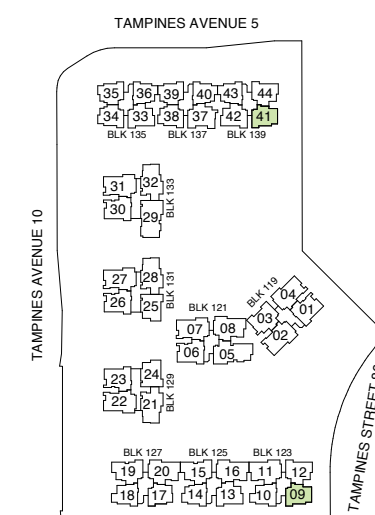 TAMPINES AVENUE 5
35 36 39 40 43 44
34 33 38 37 42 41
BLK 135 BLK 137 BLK 139
31 32
30 29
BLK 133
TAMPINES AVENUE 10
27 28
26 25
BLK 131
BLK 119
04
03 01
02
BLK 121
07 08
06 05
23 24
22 21
BLK 129
BLK 127 BLK 125 BLK 123
19 20 15 16 11 12
18 17 14 13 10 09
TAMPINES STREET